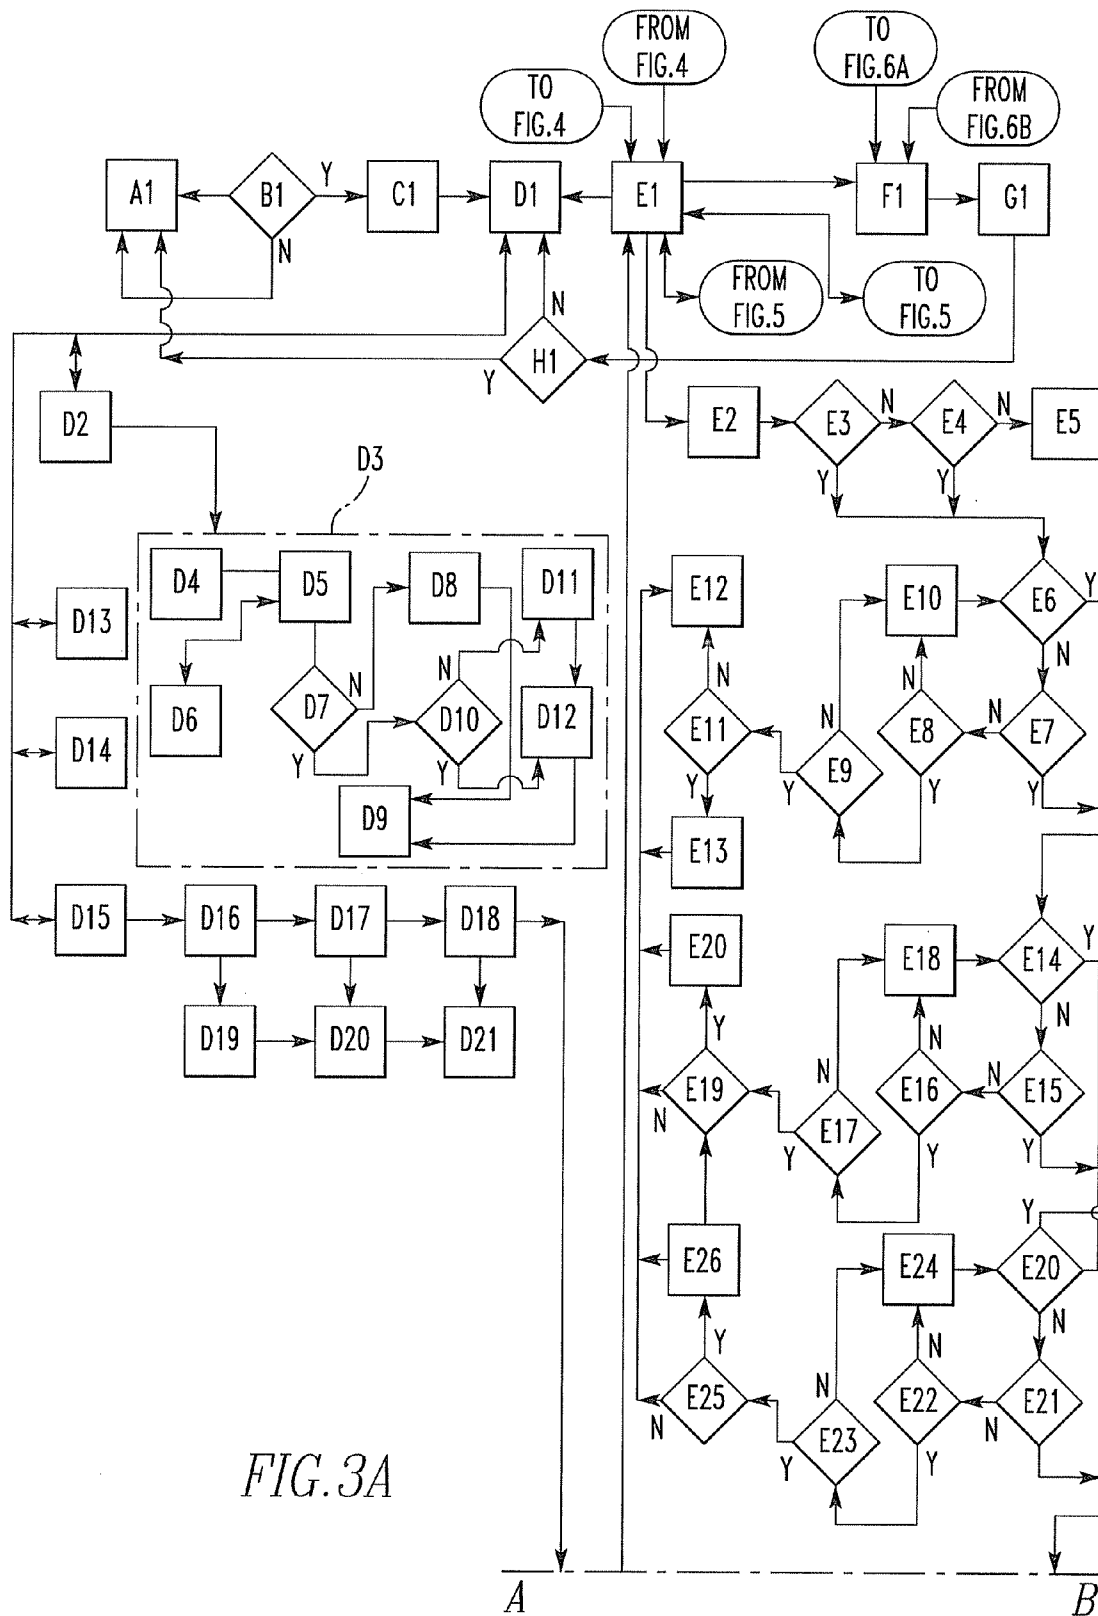 FROM
FIG.4
TO
FIG.6A
TO
FIG.4
FROM
FIG.6B
A1
B1
Y
N
C1
D1
E1
F1
G1
FROM
FIG.5
TO
FIG.5
N
Y
H1
D2
E2
E3
N
Y
E4
N
Y
E5
D3
D4
D5
D8
D11
D6
D7
N
Y
D10
N
Y
D12
D9
D13
D14
E12
E10
E6
Y
N
N
E11
Y
N
E9
Y
N
E8
Y
N
E7
Y
E13
D15
D16
D17
D18
D19
D20
D21
E20
E18
E14
Y
N
Y
E19
N
N
E17
Y
N
E16
Y
N
E15
Y
E26
E24
Y
E20
N
Y
E25
N
N
E23
Y
N
E22
Y
N
E21
FIG.3A
A
B